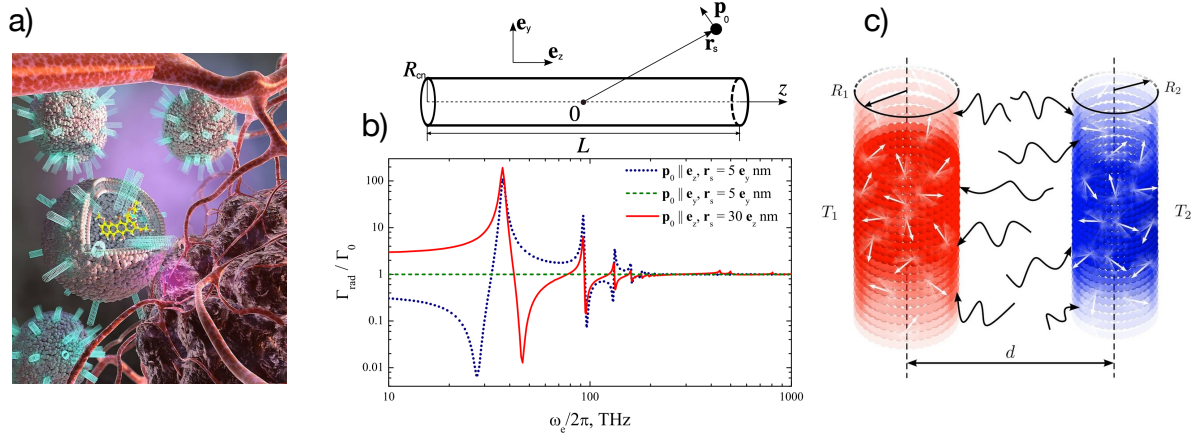 a)
e_y
e_z
p_0
r_s
R_cn
0
z
L
b)
Γ_rad / Γ_0
100
10
1
0.1
0.01
p_0 ∥ e_z, r_s = 5 e_y nm
p_0 ∥ e_y, r_s = 5 e_y nm
p_0 ∥ e_z, r_s = 30 e_z nm
10
100
1000
ω_e/2π, THz
c)
R_1
R_2
T_1
T_2
d